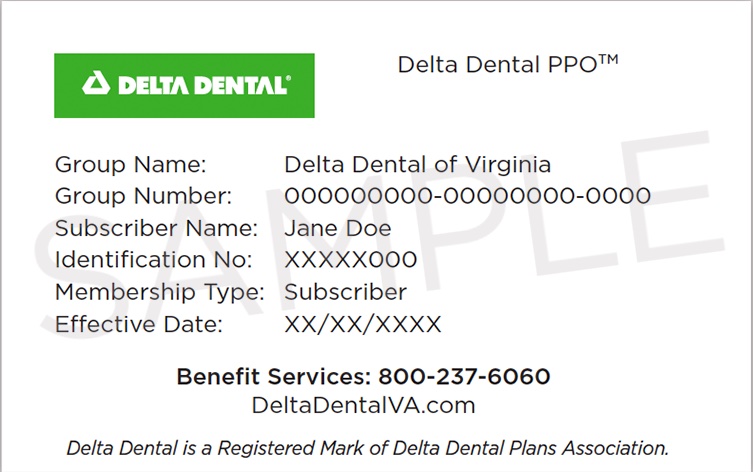 DELTA DENTAL®
Delta Dental PPO™
Group Name: Delta Dental of Virginia
Group Number: 000000000-00000000-0000
Subscriber Name: Jane Doe
Identification No: XXXXX000
Membership Type: Subscriber
Effective Date: XX/XX/XXXX
SAMPLE
Benefit Services: 800-237-6060
DeltaDentalVA.com
Delta Dental is a Registered Mark of Delta Dental Plans Association.